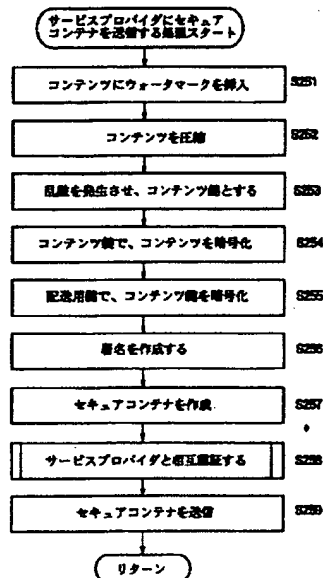 サービスプロバイダにセキュア
コンテナを送信する処理スタート
コンテンツにウォータマークを挿入
S251
コンテンツを圧縮
S252
乱数を発生させ、コンテンツ鍵とする
S253
コンテンツ鍵で、コンテンツを暗号化
S254
配送用鍵で、コンテンツ鍵を暗号化
S255
署名を作成する
S256
セキュアコンテナを作成
S257
サービスプロバイダと相互認証する
S258
セキュアコンテナを送信
S259
リターン